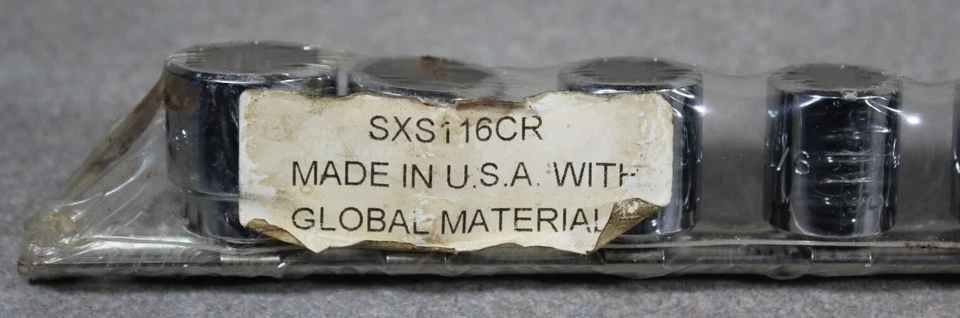 SXS116CR
MADE IN U.S.A. WITH
GLOBAL MATERIAL